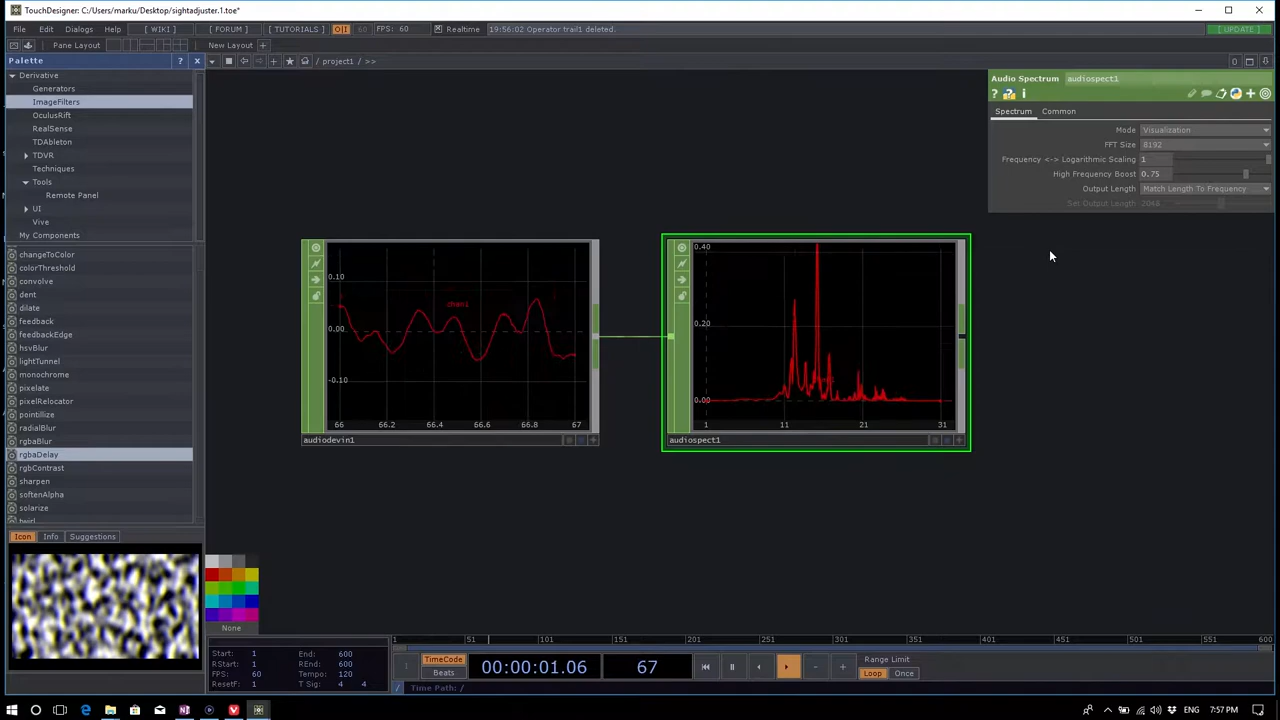 TouchDesigner: C:/Users/marku/Desktop/sightadjuster.1.toe*
File Edit Dialogs [ WIKI ] [ FORUM ] [ TUTORIALS ] O|I 60 FPS: 60 Realtime 19:56:02 Operator trail1 deleted. [ UPDATE ]
Pane Layout New Layout +
Palette ? x / project1 / >> 0
Derivative
Generators
ImageFilters
OculusRift
RealSense
TDAbleton
TDVR
Techniques
Tools
Remote Panel
UI
Vive
My Components
changeToColor
colorThreshold
convolve
dent
dilate
feedback
feedbackEdge
hsvBlur
lightTunnel
monochrome
pixelate
pixelRelocator
pointillize
radialBlur
rgbaBlur
rgbaDelay
rgbContrast
sharpen
softenAlpha
solarize
twirl
Icon Info Suggestions
None
Audio Spectrum audiospect1
? i
Spectrum Common
Mode Visualization
FFT Size 8192
Frequency <-> Logarithmic Scaling 1
High Frequency Boost 0.75
Output Length Match Length To Frequency
Set Output Length 2048
0.10
chan1
0.00
-0.10
66 66.2 66.4 66.6 66.8 67
audiodevin1
0.40
0.20
0.00
1 11 21 31
audiospect1
1 51 101 151 201 251 301 351 401 451 501 551 600
Start: 1 End: 600
RStart: 1 REnd: 600
FPS: 60 Tempo: 120
ResetF: 1 T Sig: 4 4
TimeCode
Beats
00:00:01.06 67
- +
Range Limit
Loop Once
/ Time Path: /
7:57 PM